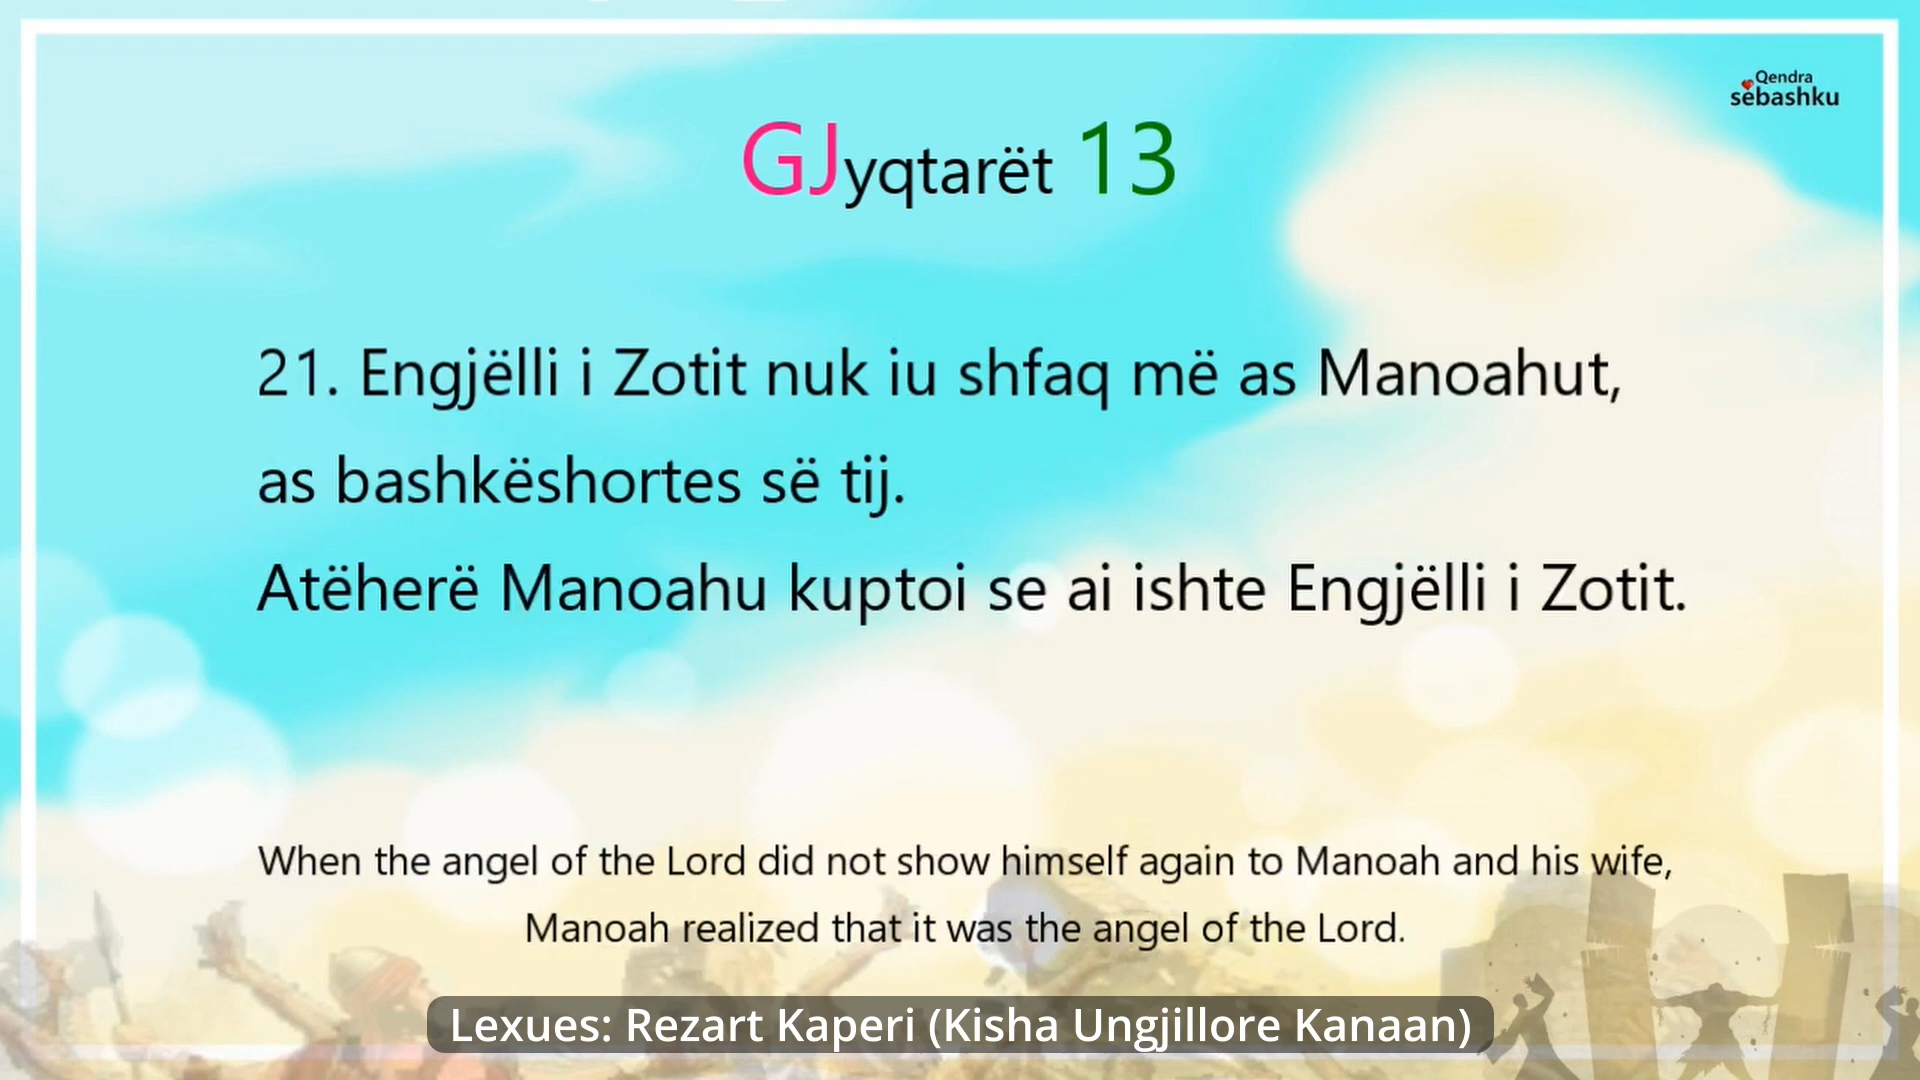 Qendra
sëbashku
GJyqtarët 13
21. Engjëlli i Zotit nuk iu shfaq më as Manoahut,
as bashkëshortes së tij.
Atëherë Manoahu kuptoi se ai ishte Engjëlli i Zotit.
When the angel of the Lord did not show himself again to Manoah and his wife,
Manoah realized that it was the angel of the Lord.
Lexues: Rezart Kaperi (Kisha Ungjillore Kanaan)